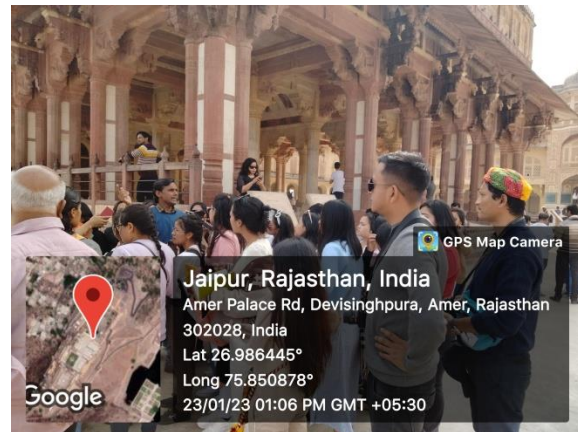 GPS Map Camera
Jaipur, Rajasthan, India
Amer Palace Rd, Devisinghpura, Amer, Rajasthan
302028, India
Lat 26.986445°
Long 75.850878°
23/01/23 01:06 PM GMT +05:30
Google